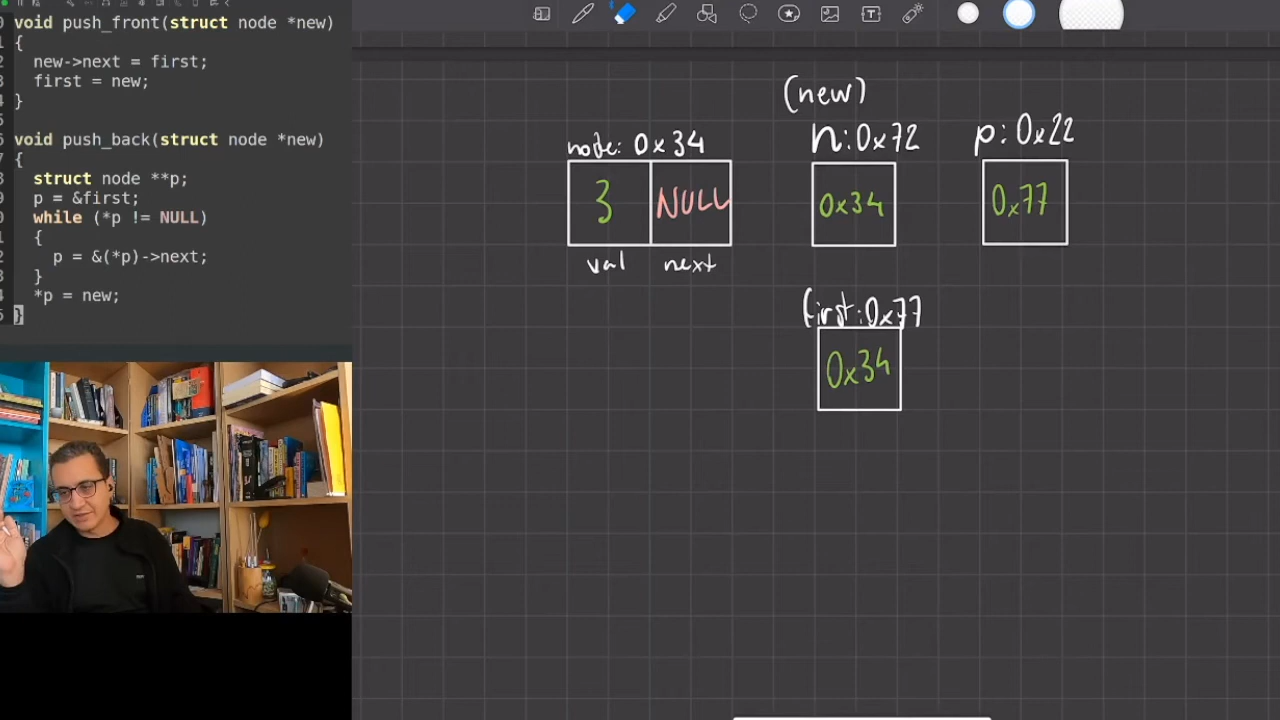 void push_front(struct node *new)
{
new->next = first;
first = new;
}
void push_back(struct node *new)
{
struct node **p;
p = &first;
while (*p != NULL)
{
p = &(*p)->next;
}
*p = new;
}
(new)
node: 0x34
n: 0x72
p: 0x22
3
NULL
0x34
0x77
val
next
first: 0x77
0x34